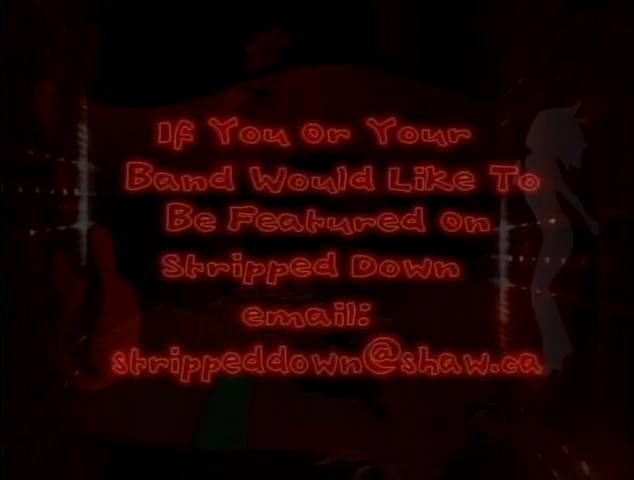 If You Or Your
Band Would Like To
Be Featured On
Stripped Down
email:
strippeddown@shaw.ca